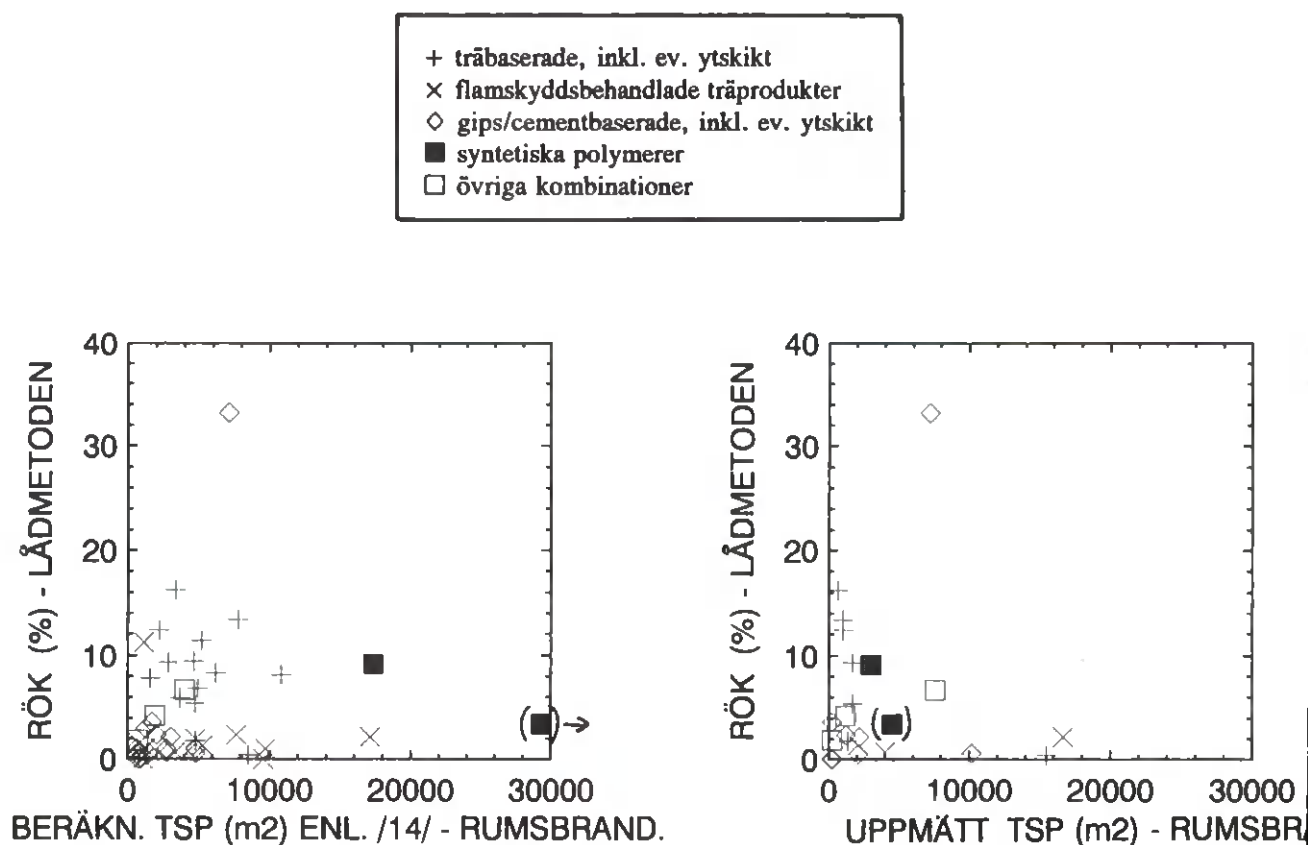 + träbaserade, inkl. ev. ytskikt
× flamskyddsbehandlade träprodukter
◇ gips/cementbaserade, inkl. ev. ytskikt
■ syntetiska polymerer
□ övriga kombinationer
RÖK (%) - LÅDMETODEN
40
30
20
10
0
0 10000 20000 30000
BERÄKN. TSP (m2) ENL. /14/ - RUMSBRAND.
RÖK (%) - LÅDMETODEN
40
30
20
10
0
0 10000 20000 30000
UPPMÄTT TSP (m2) - RUMSBRA